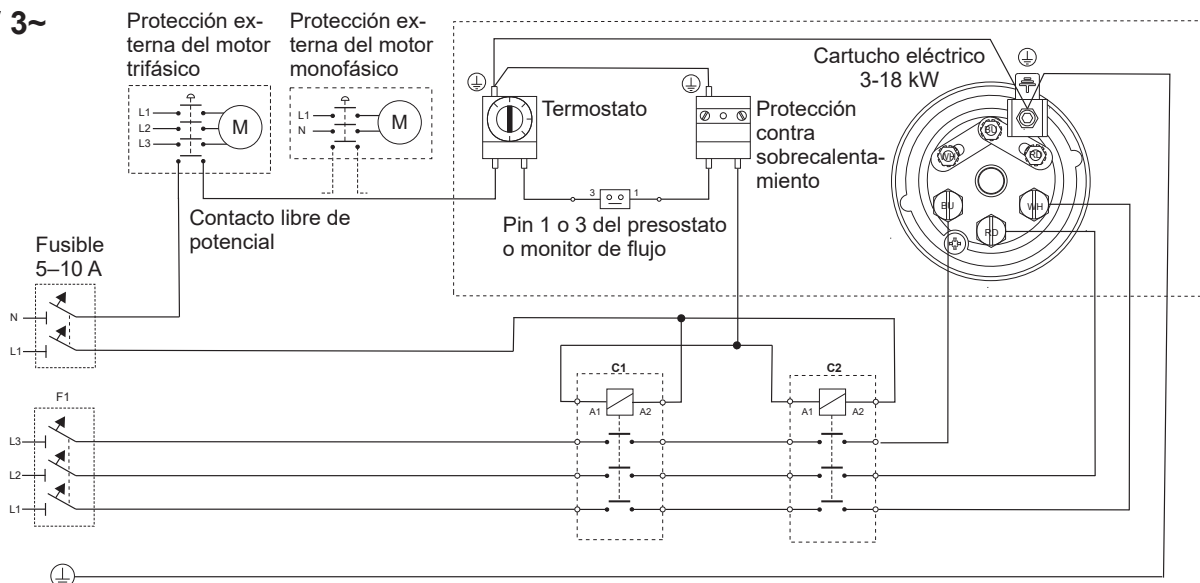 3~
Protección ex-
terna del motor
trifásico
Protección ex-
terna del motor
monofásico
L1
L2
L3
M
L1
N
M
Termostato
Protección
contra
sobrecalenta-
miento
Cartucho eléctrico
3-18 kW
BU
WH
RD
BU
WH
RD
3
1
Contacto libre de
potencial
Pin 1 o 3 del presostato
o monitor de flujo
Fusible
5–10 A
N
L1
F1
L3
L2
L1
C1
A1
A2
C2
A1
A2